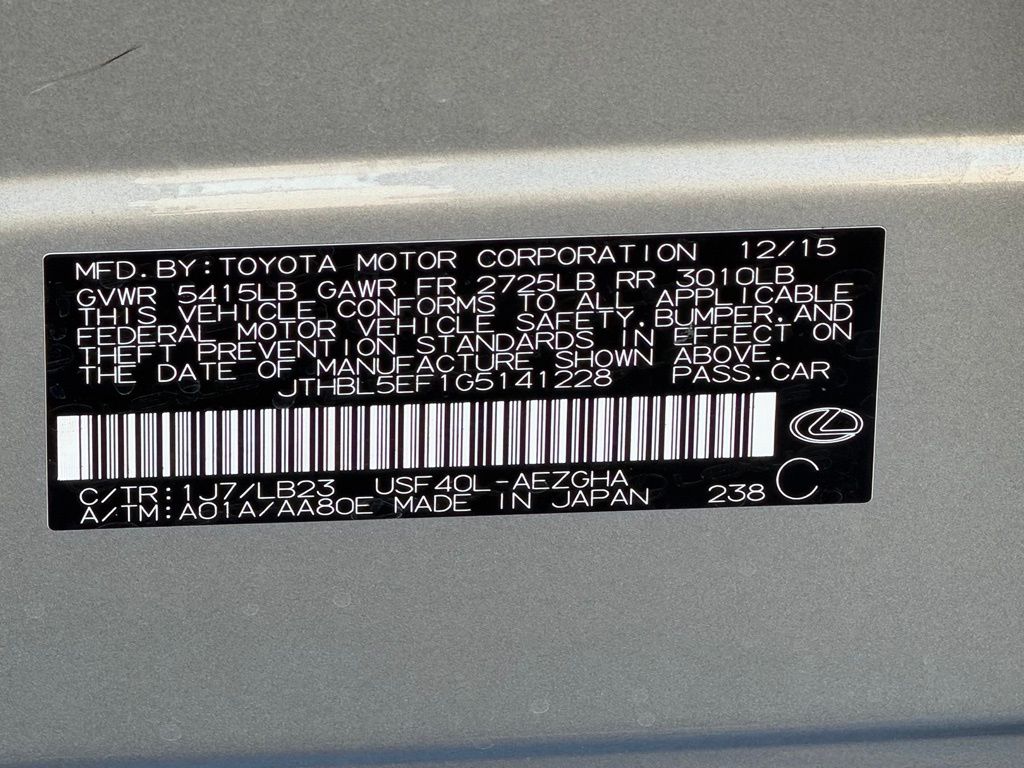 MFD.BY:TOYOTA MOTOR CORPORATION 12/15
GVWR 5415LB GAWR FR 2725LB RR 3010LB
THIS VEHICLE CONFORMS TO ALL APPLICABLE
FEDERAL MOTOR VEHICLE SAFETY,BUMPER,AND
THEFT PREVENTION STANDARDS IN EFFECT ON
THE DATE OF MANUFACTURE SHOWN ABOVE.
JTHBL5EF1G5141228 PASS.CAR
C/TR:1J7/LB23 USF40L-AEZGHA
A/TM:A01A/AA80E MADE IN JAPAN 238 C